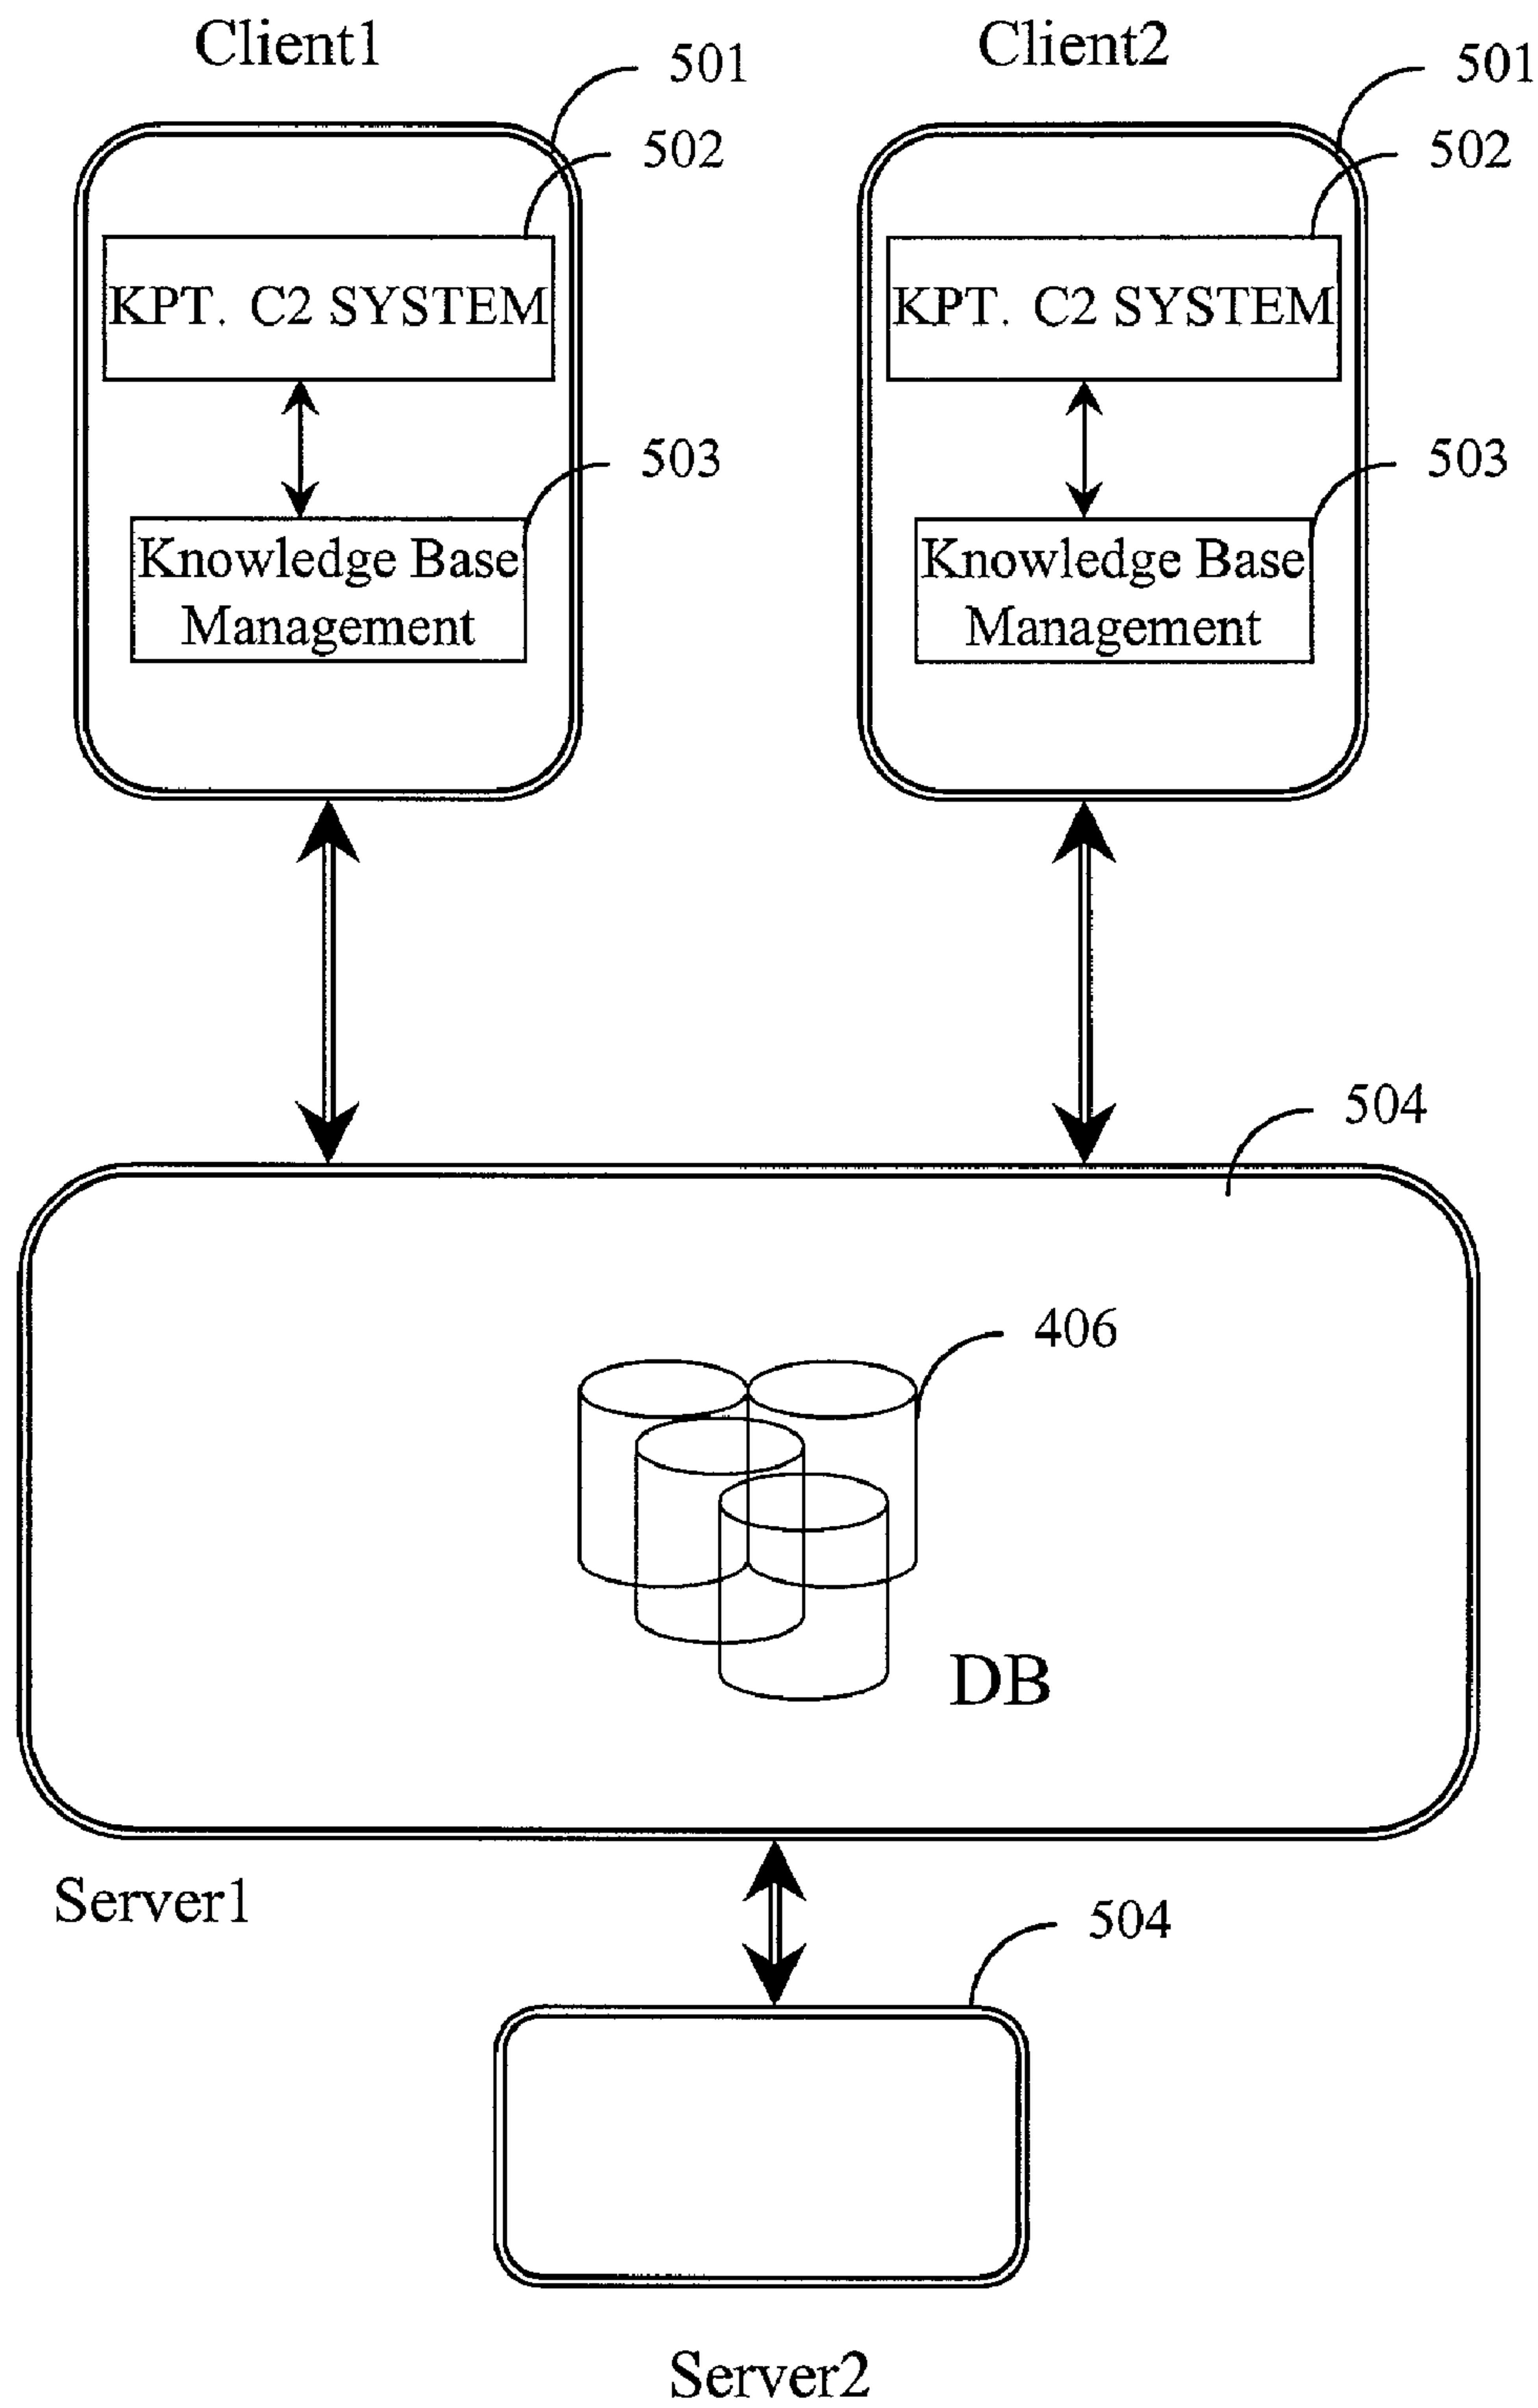 Client1
Client2
501
501
502
502
KPT. C2 SYSTEM
KPT. C2 SYSTEM
503
503
Knowledge Base
Management
Knowledge Base
Management
504
406
DB
Server1
504
Server2